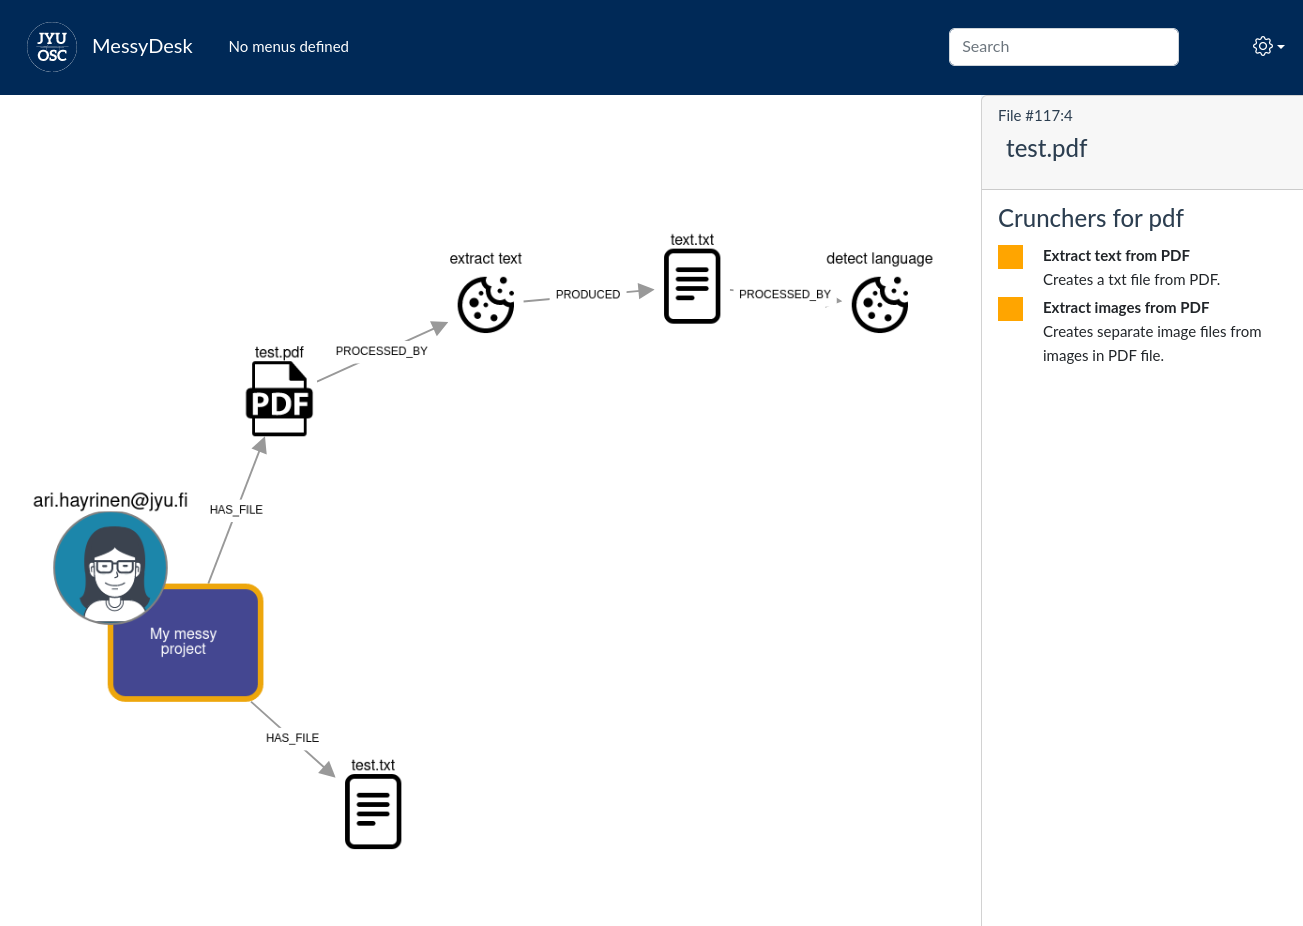 JYU
OSC
MessyDesk
No menus defined
Search
File #117:4
test.pdf
Crunchers for pdf
Extract text from PDF
Creates a txt file from PDF.
Extract images from PDF
Creates separate image files from
images in PDF file.
text.txt
extract text
detect language
PRODUCED
PROCESSED_BY
PROCESSED_BY
test.pdf
PDF
ari.hayrinen@jyu.fi
HAS_FILE
My messy
project
HAS_FILE
test.txt